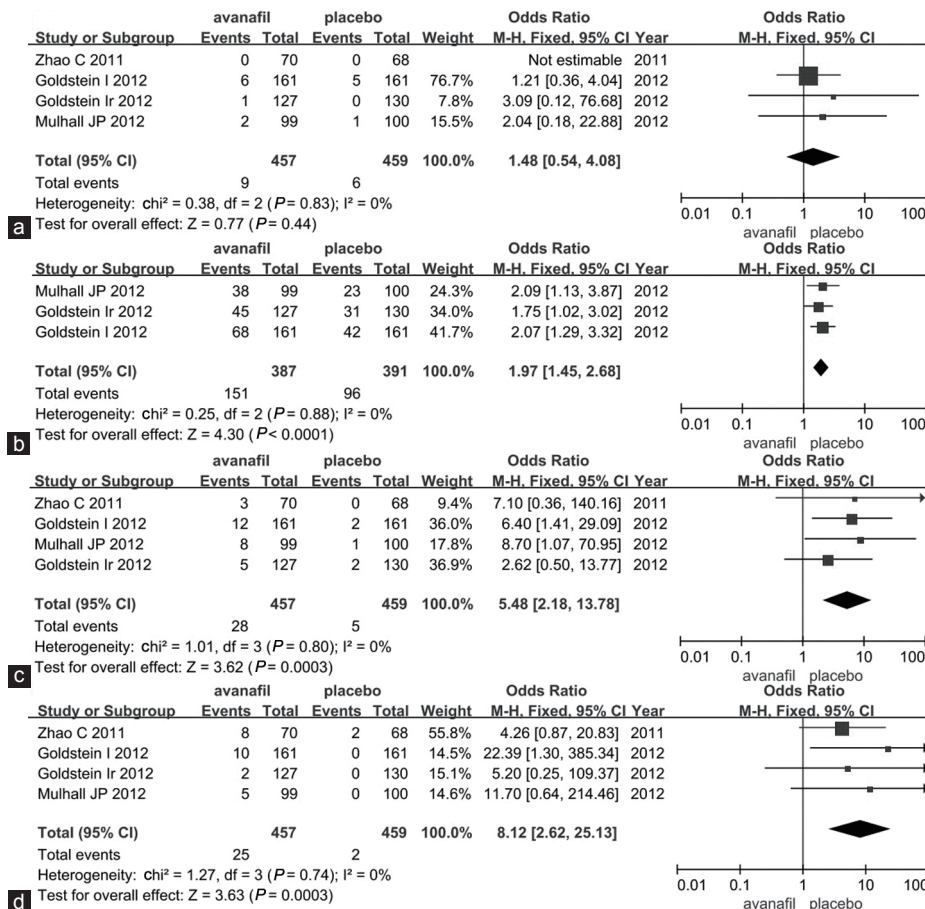 avanafil placebo Odds Ratio Odds Ratio
Study or Subgroup Events Total Events Total Weight M-H, Fixed, 95% CI Year M-H, Fixed, 95% CI
Zhao C 2011 0 70 0 68 Not estimable 2011
Goldstein I 2012 6 161 5 161 76.7% 1.21 [0.36, 4.04] 2012
Goldstein Ir 2012 1 127 0 130 7.8% 3.09 [0.12, 76.68] 2012
Mulhall JP 2012 2 99 1 100 15.5% 2.04 [0.18, 22.88] 2012
Total (95% CI) 457 459 100.0% 1.48 [0.54, 4.08]
Total events 9 6
Heterogeneity: chi² = 0.38, df = 2 (P = 0.83); I² = 0%
0.01 0.1 1 10 100
a Test for overall effect: Z = 0.77 (P = 0.44)
avanafil placebo
avanafil placebo Odds Ratio Odds Ratio
Study or Subgroup Events Total Events Total Weight M-H, Fixed, 95% CI Year M-H, Fixed, 95% CI
Mulhall JP 2012 38 99 23 100 24.3% 2.09 [1.13, 3.87] 2012
Goldstein Ir 2012 45 127 31 130 34.0% 1.75 [1.02, 3.02] 2012
Goldstein I 2012 68 161 42 161 41.7% 2.07 [1.29, 3.32] 2012
Total (95% CI) 387 391 100.0% 1.97 [1.45, 2.68]
Total events 151 96
Heterogeneity: chi² = 0.25, df = 2 (P = 0.88); I² = 0%
0.01 0.1 1 10 100
b Test for overall effect: Z = 4.30 (P< 0.0001)
avanafil placebo
avanafil placebo Odds Ratio Odds Ratio
Study or Subgroup Events Total Events Total Weight M-H, Fixed, 95% CI Year M-H, Fixed, 95% CI
Zhao C 2011 3 70 0 68 9.4% 7.10 [0.36, 140.16] 2011
Goldstein I 2012 12 161 2 161 36.0% 6.40 [1.41, 29.09] 2012
Mulhall JP 2012 8 99 1 100 17.8% 8.70 [1.07, 70.95] 2012
Goldstein Ir 2012 5 127 2 130 36.9% 2.62 [0.50, 13.77] 2012
Total (95% CI) 457 459 100.0% 5.48 [2.18, 13.78]
Total events 28 5
Heterogeneity: chi² = 1.01, df = 3 (P = 0.80); I² = 0%
0.01 0.1 1 10 100
c Test for overall effect: Z = 3.62 (P = 0.0003)
avanafil placebo
avanafil placebo Odds Ratio Odds Ratio
Study or Subgroup Events Total Events Total Weight M-H, Fixed, 95% CI Year M-H, Fixed, 95% CI
Zhao C 2011 8 70 2 68 55.8% 4.26 [0.87, 20.83] 2011
Goldstein I 2012 10 161 0 161 14.5% 22.39 [1.30, 385.34] 2012
Goldstein Ir 2012 2 127 0 130 15.1% 5.20 [0.25, 109.37] 2012
Mulhall JP 2012 5 99 0 100 14.6% 11.70 [0.64, 214.46] 2012
Total (95% CI) 457 459 100.0% 8.12 [2.62, 25.13]
Total events 25 2
Heterogeneity: chi² = 1.27, df = 3 (P = 0.74); I² = 0%
0.01 0.1 1 10 100
d Test for overall effect: Z = 3.63 (P = 0.0003)
avanafil placebo